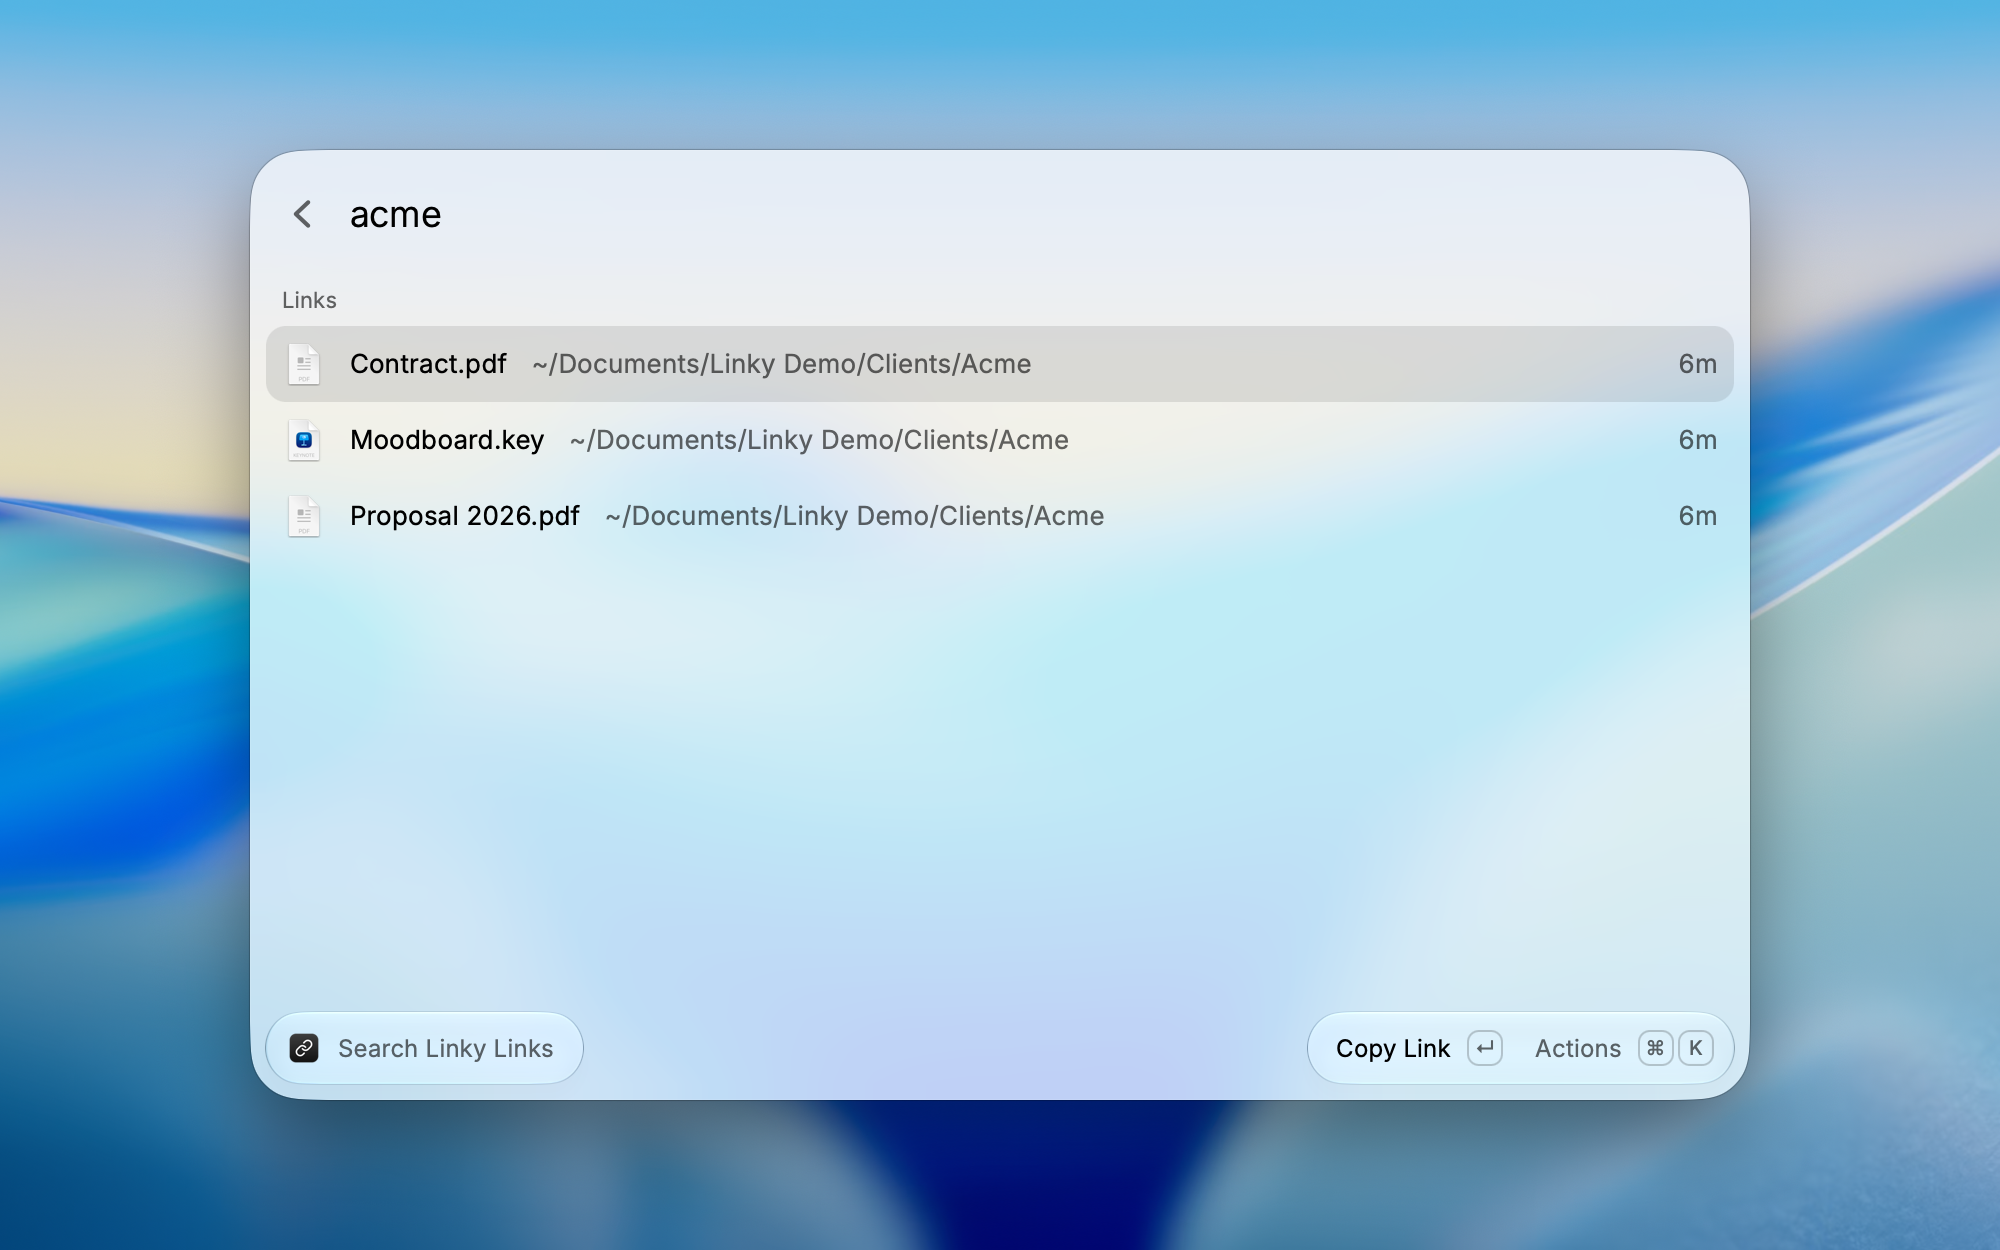 acme
Links
Contract.pdf ~/Documents/Linky Demo/Clients/Acme 6m
Moodboard.key ~/Documents/Linky Demo/Clients/Acme 6m
Proposal 2026.pdf ~/Documents/Linky Demo/Clients/Acme 6m
Search Linky Links Copy Link ↵ Actions ⌘ K